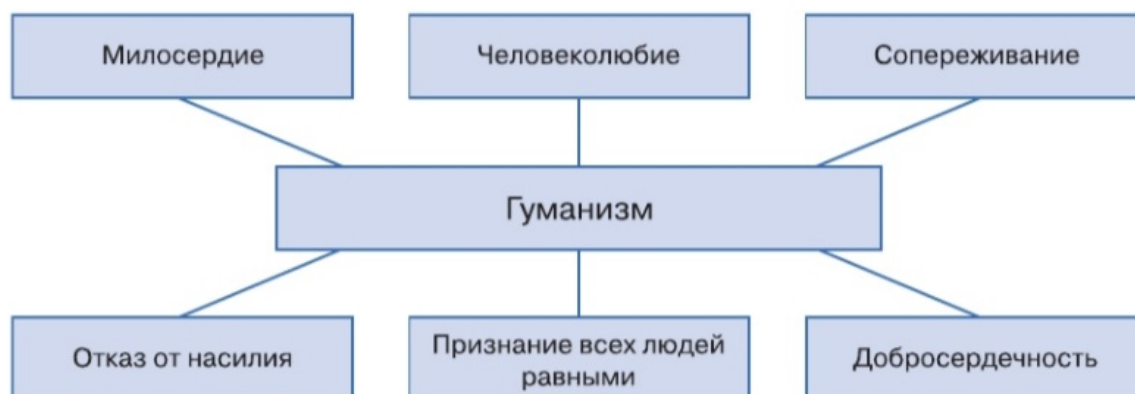 Милосердие
Человеколюбие
Сопереживание
Гуманизм
Отказ от насилия
Признание всех людей
равными
Добросердечность